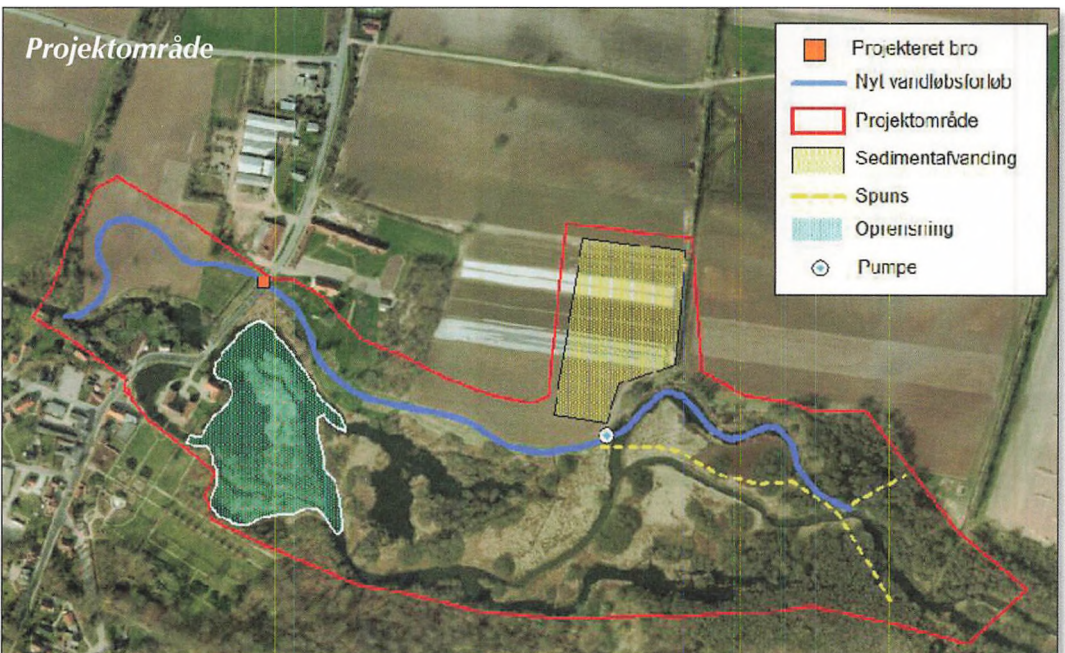 Projektområde
Projekteret bro
Nyt vandløbsforløb
Projektområde
Sedimentafvanding
Spuns
Oprensning
Pumpe